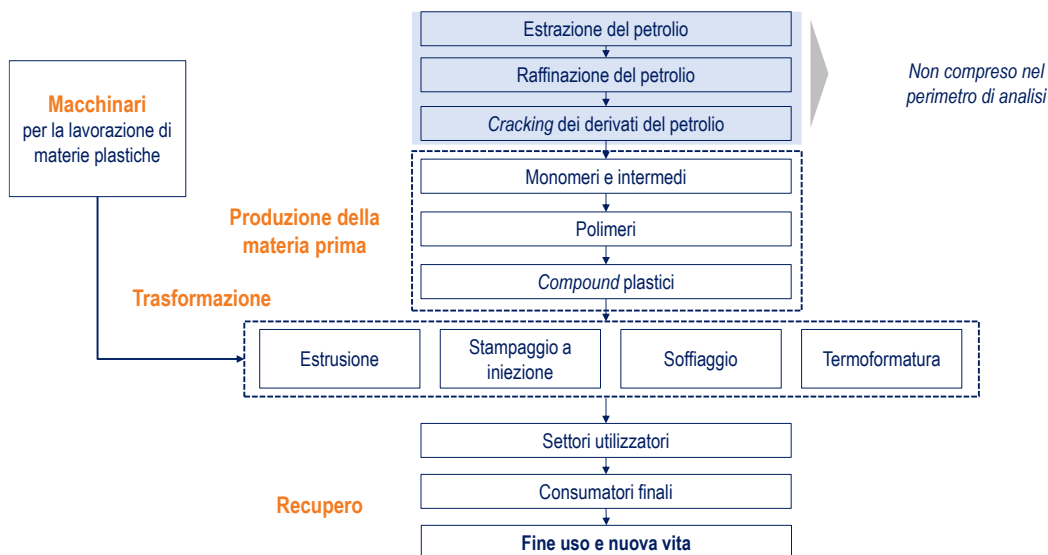 Estrazione del petrolio
Raffinazione del petrolio
Cracking dei derivati del petrolio
Non compreso nel
perimetro di analisi
Macchinari
per la lavorazione di
materie plastiche
Monomeri e intermedi
Polimeri
Compound plastici
Produzione della
materia prima
Trasformazione
Estrusione
Stampaggio a
iniezione
Soffiaggio
Termoformatura
Settori utilizzatori
Consumatori finali
Recupero
Fine uso e nuova vita